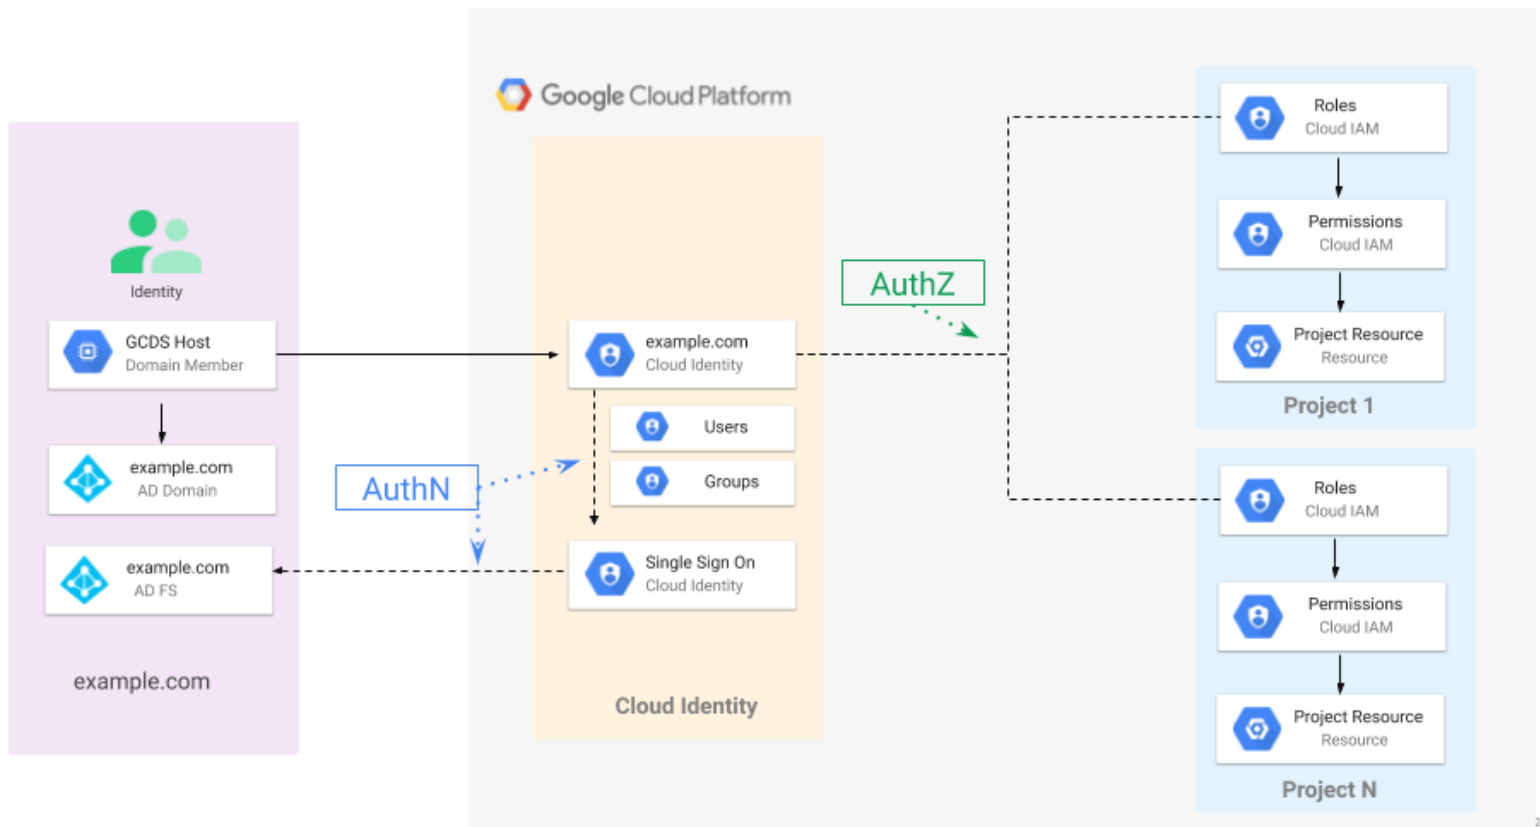 Google Cloud Platform
Identity
GCDS Host
Domain Member
example.com
AD Domain
example.com
AD FS
example.com
AuthN
example.com
Cloud Identity
Users
Groups
Single Sign On
Cloud Identity
Cloud Identity
AuthZ
Roles
Cloud IAM
Permissions
Cloud IAM
Project Resource
Resource
Project 1
Roles
Cloud IAM
Permissions
Cloud IAM
Project Resource
Resource
Project N